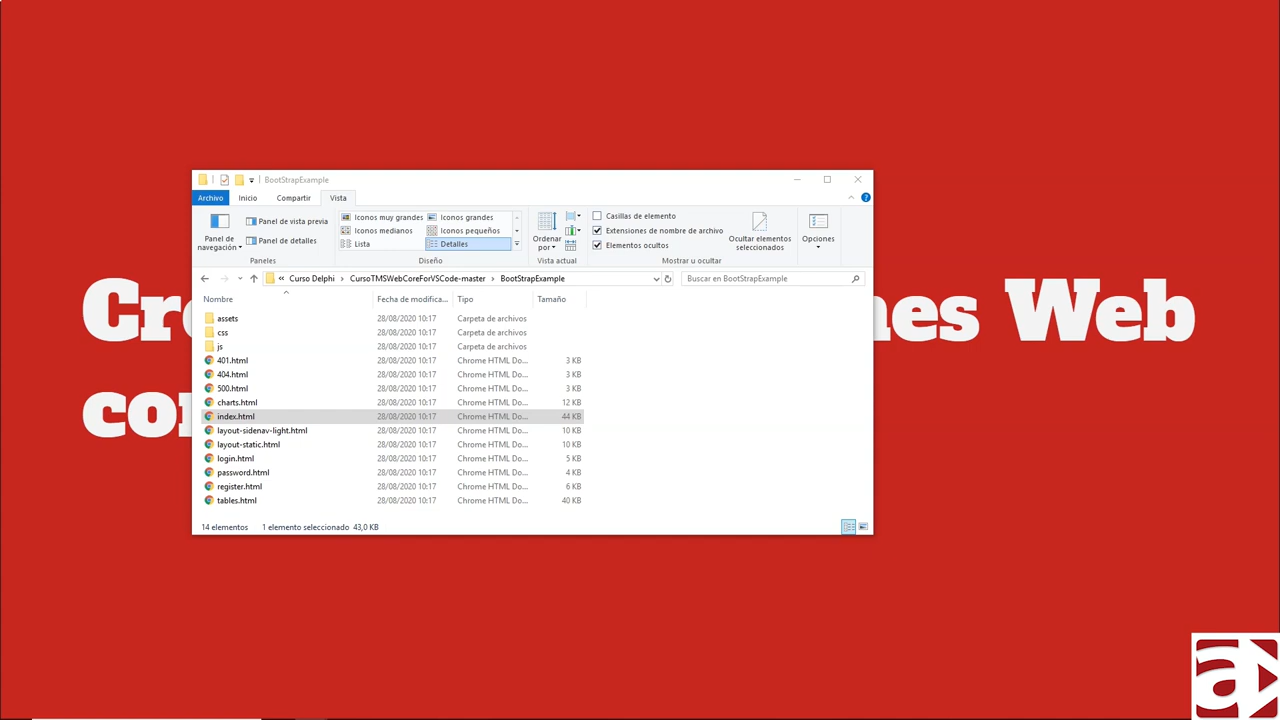 BootStrapExample
Archivo Inicio Compartir Vista
Panel de navegación
Panel de vista previa
Panel de detalles
Paneles
Iconos muy grandes Iconos grandes
Iconos medianos Iconos pequeños
Lista Detalles
Diseño
Ordenar por
Vista actual
Casillas de elemento
Extensiones de nombre de archivo
Elementos ocultos
Ocultar elementos seleccionados
Mostrar u ocultar
Opciones
« Curso Delphi > CursoTMSWebCoreForVSCode-master > BootStrapExample
Buscar en BootStrapExample
Nombre Fecha de modifica... Tipo Tamaño
assets 28/08/2020 10:17 Carpeta de archivos
css 28/08/2020 10:17 Carpeta de archivos
js 28/08/2020 10:17 Carpeta de archivos
401.html 28/08/2020 10:17 Chrome HTML Do... 3 KB
404.html 28/08/2020 10:17 Chrome HTML Do... 3 KB
500.html 28/08/2020 10:17 Chrome HTML Do... 3 KB
charts.html 28/08/2020 10:17 Chrome HTML Do... 12 KB
index.html 28/08/2020 10:17 Chrome HTML Do... 44 KB
layout-sidenav-light.html 28/08/2020 10:17 Chrome HTML Do... 10 KB
layout-static.html 28/08/2020 10:17 Chrome HTML Do... 10 KB
login.html 28/08/2020 10:17 Chrome HTML Do... 5 KB
password.html 28/08/2020 10:17 Chrome HTML Do... 4 KB
register.html 28/08/2020 10:17 Chrome HTML Do... 6 KB
tables.html 28/08/2020 10:17 Chrome HTML Do... 40 KB
14 elementos 1 elemento seleccionado 43,0 KB
Web
a